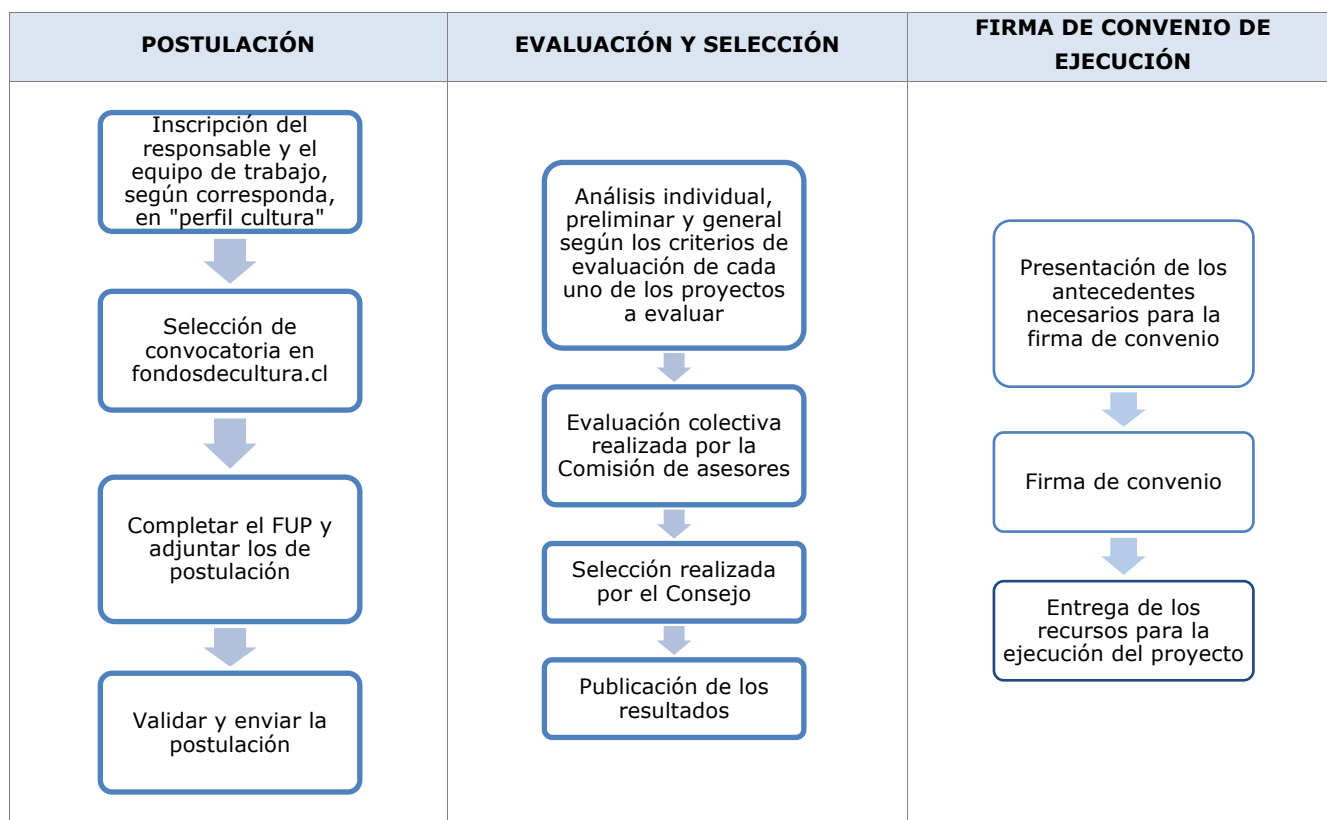 POSTULACIÓN
EVALUACIÓN Y SELECCIÓN
FIRMA DE CONVENIO DE
EJECUCIÓN
Inscripción del
responsable y el
equipo de trabajo,
según corresponda,
en "perfil cultura"
Selección de
convocatoria en
fondosdecultura.cl
Completar el FUP y
adjuntar los de
postulación
Validar y enviar la
postulación
Análisis individual,
preliminar y general
según los criterios de
evaluación de cada
uno de los proyectos
a evaluar
Evaluación colectiva
realizada por la
Comisión de asesores
Selección realizada
por el Consejo
Publicación de los
resultados
Presentación de los
antecedentes
necesarios para la
firma de convenio
Firma de convenio
Entrega de los
recursos para la
ejecución del proyecto